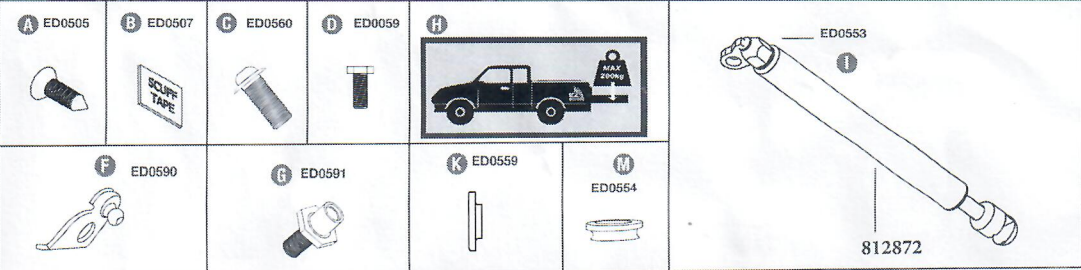 A ED0505
B ED0507
SCUFF
TAPE
C ED0560
D ED0059
H
MAX
200kg
ED0553
I
812872
F ED0590
G ED0591
K ED0559
M
ED0554